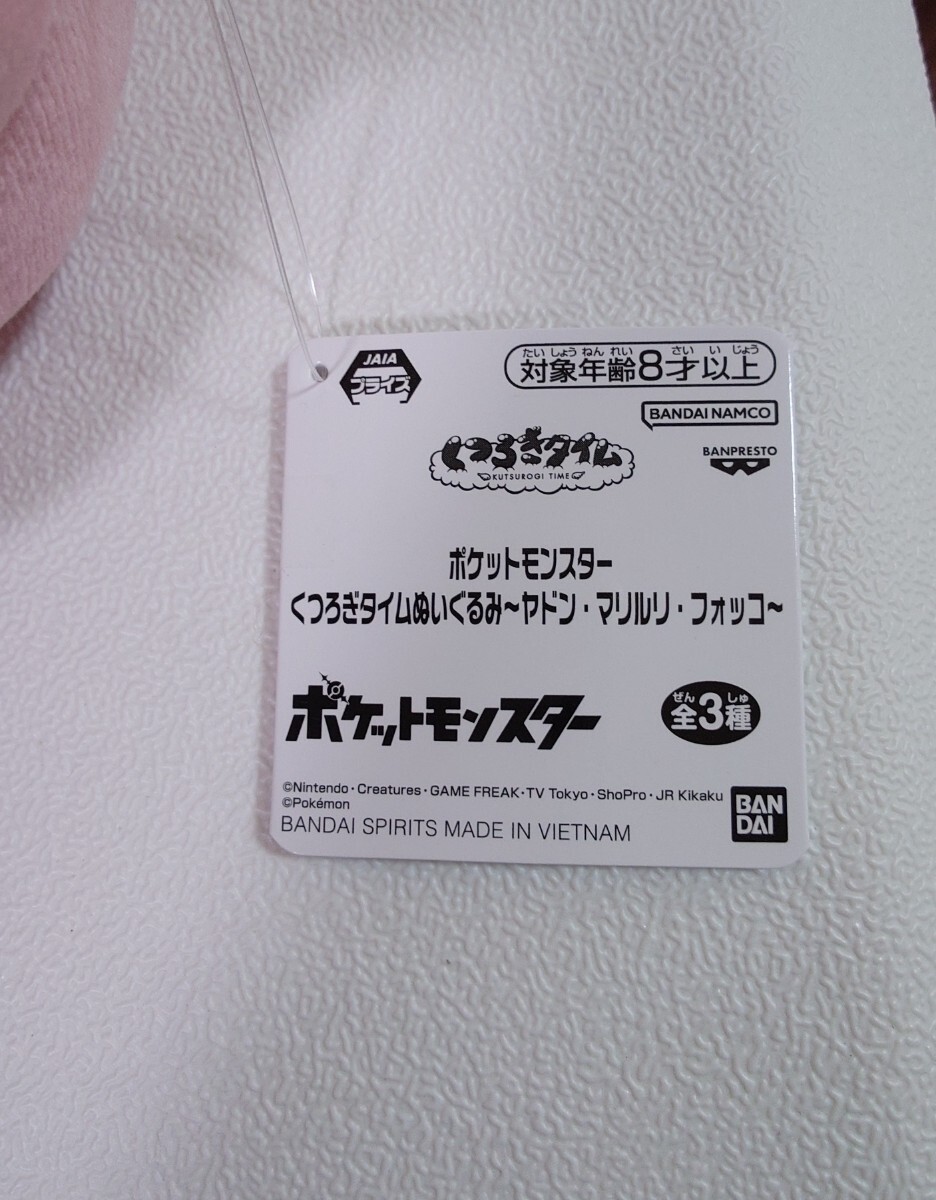 JAIA
プライズ
たいしょうねんれい さい いじょう
対象年齢8才以上
BANDAI NAMCO
くつろぎタイム
KUTSUROGI TIME
BANPRESTO
ポケットモンスター
くつろぎタイムぬいぐるみ～ヤドン・マリルリ・フォッコ～
ポケットモンスター
ぜん しゅ
全3種
©Nintendo・Creatures・GAME FREAK・TV Tokyo・ShoPro・JR Kikaku
©Pokémon
BANDAI SPIRITS MADE IN VIETNAM
BAN
DAI